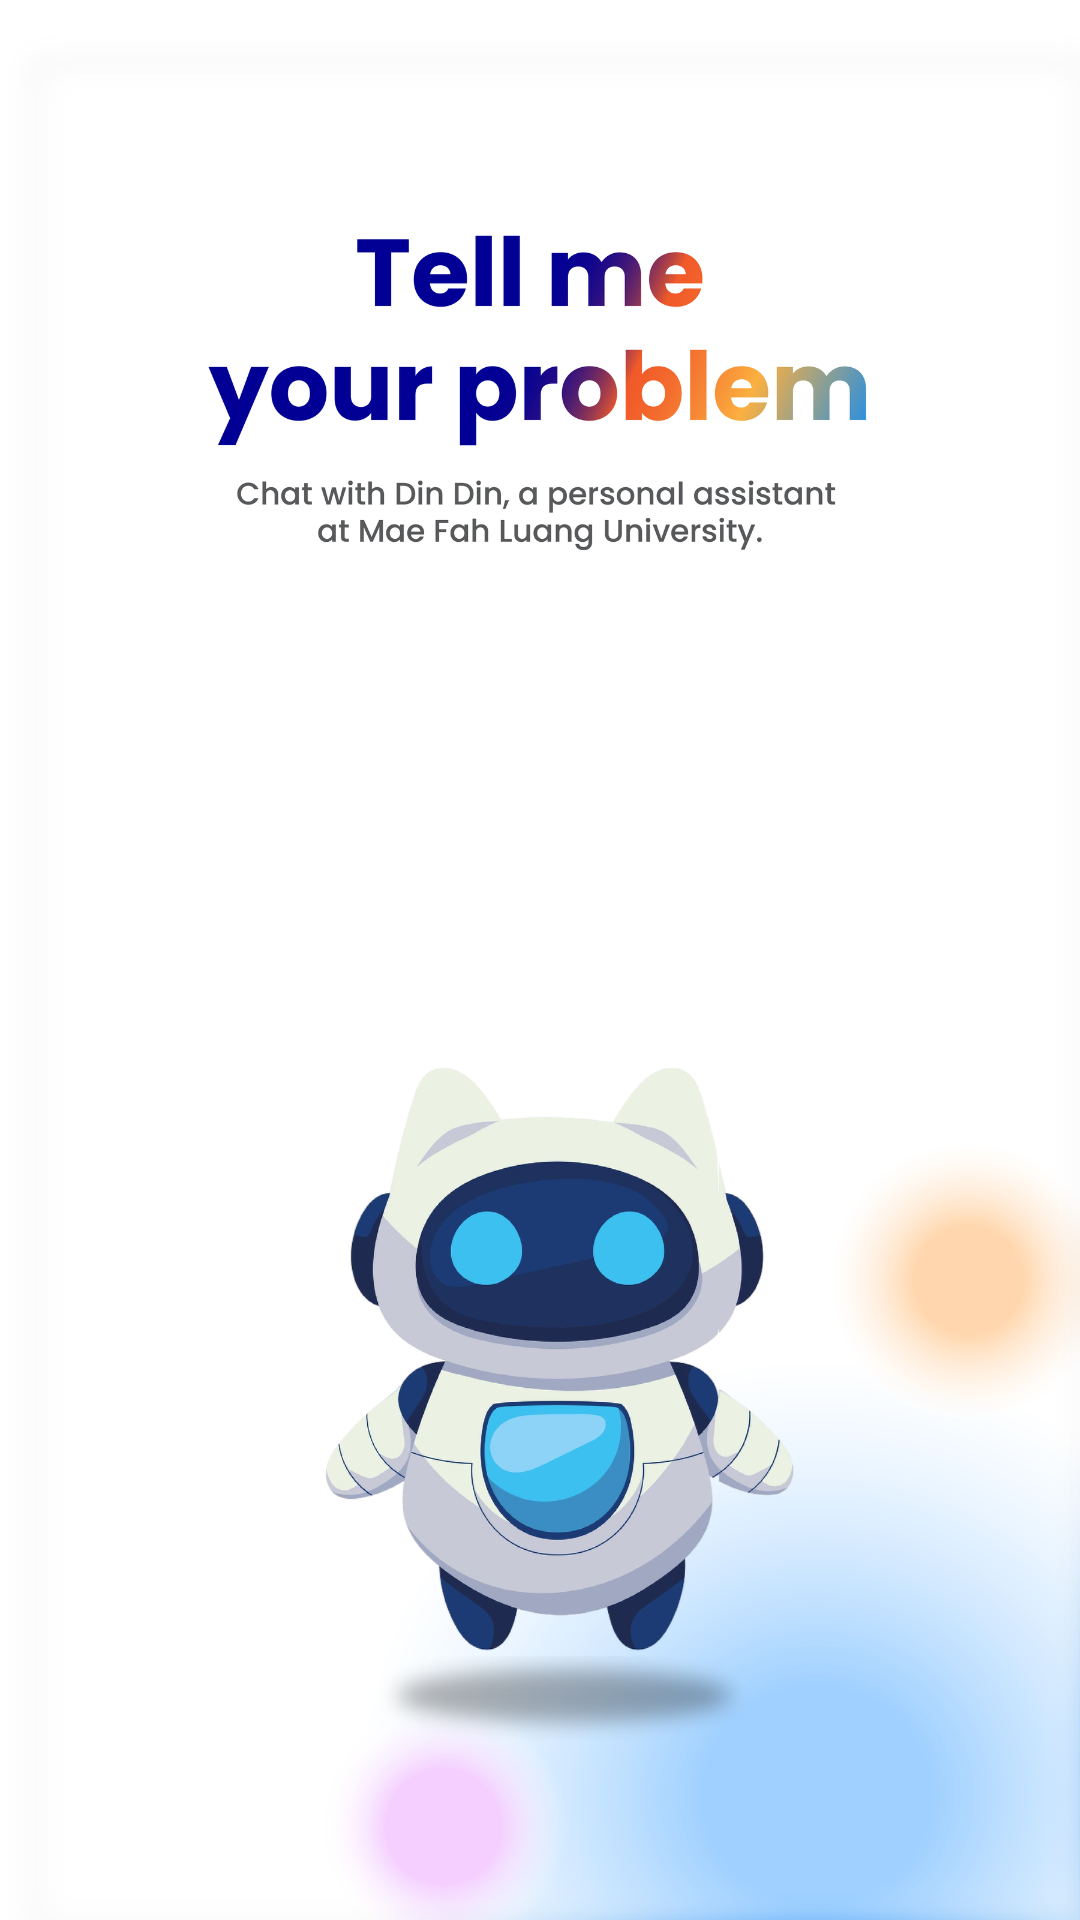 Tell me
your problem
Chat with Din Din, a personal assistant
at Mae Fah Luang University.